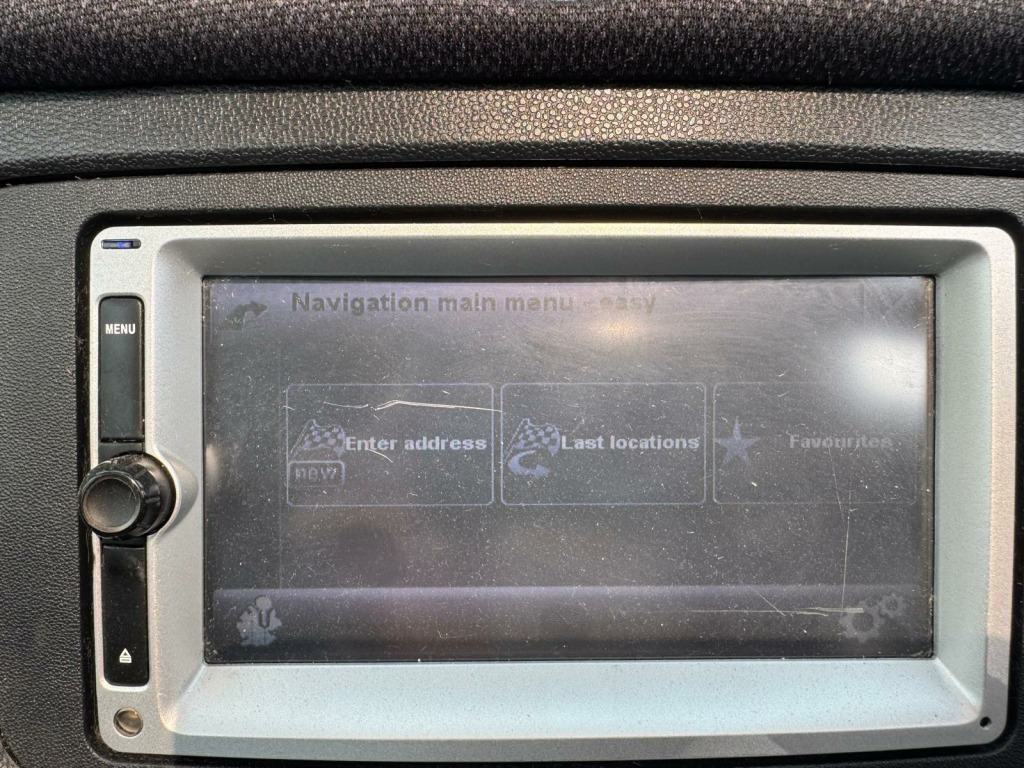 Navigation main menu - easy
MENU
Enter address
new
Last locations
Favourites